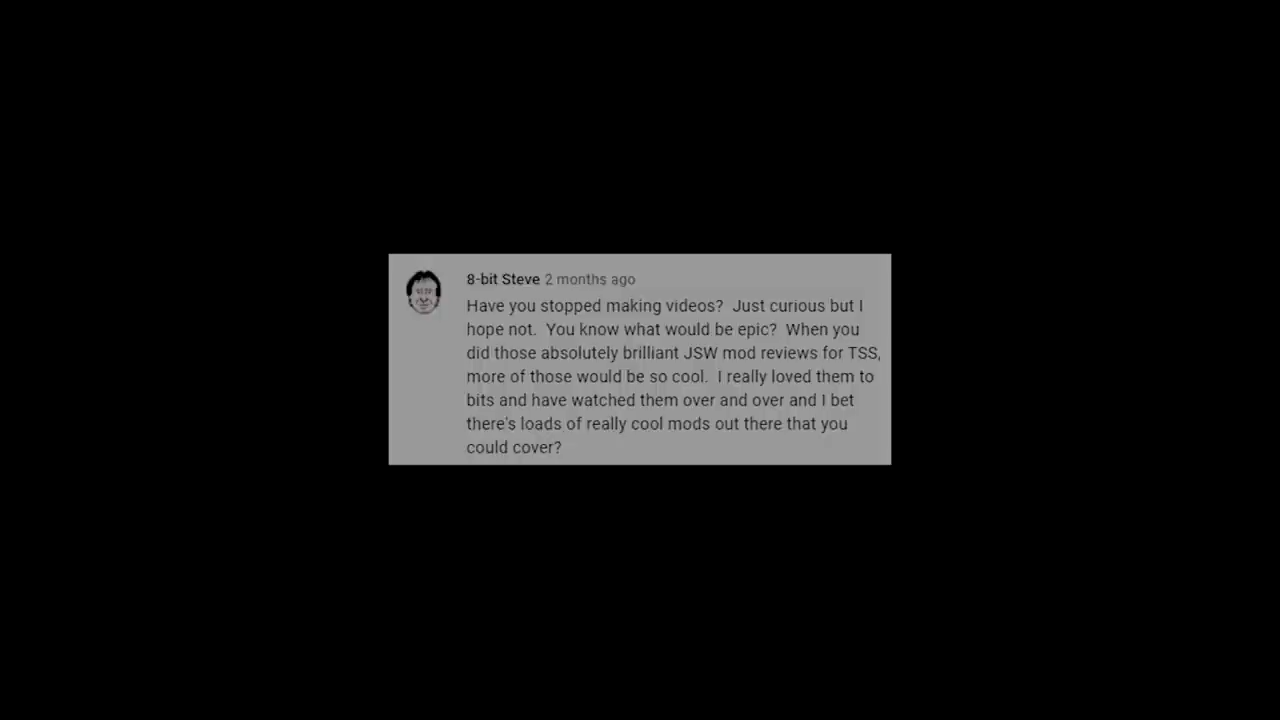 8-bit Steve 2 months ago
Have you stopped making videos?  Just curious but I
hope not.  You know what would be epic?  When you
did those absolutely brilliant JSW mod reviews for TSS,
more of those would be so cool.  I really loved them to
bits and have watched them over and over and I bet
there's loads of really cool mods out there that you
could cover?